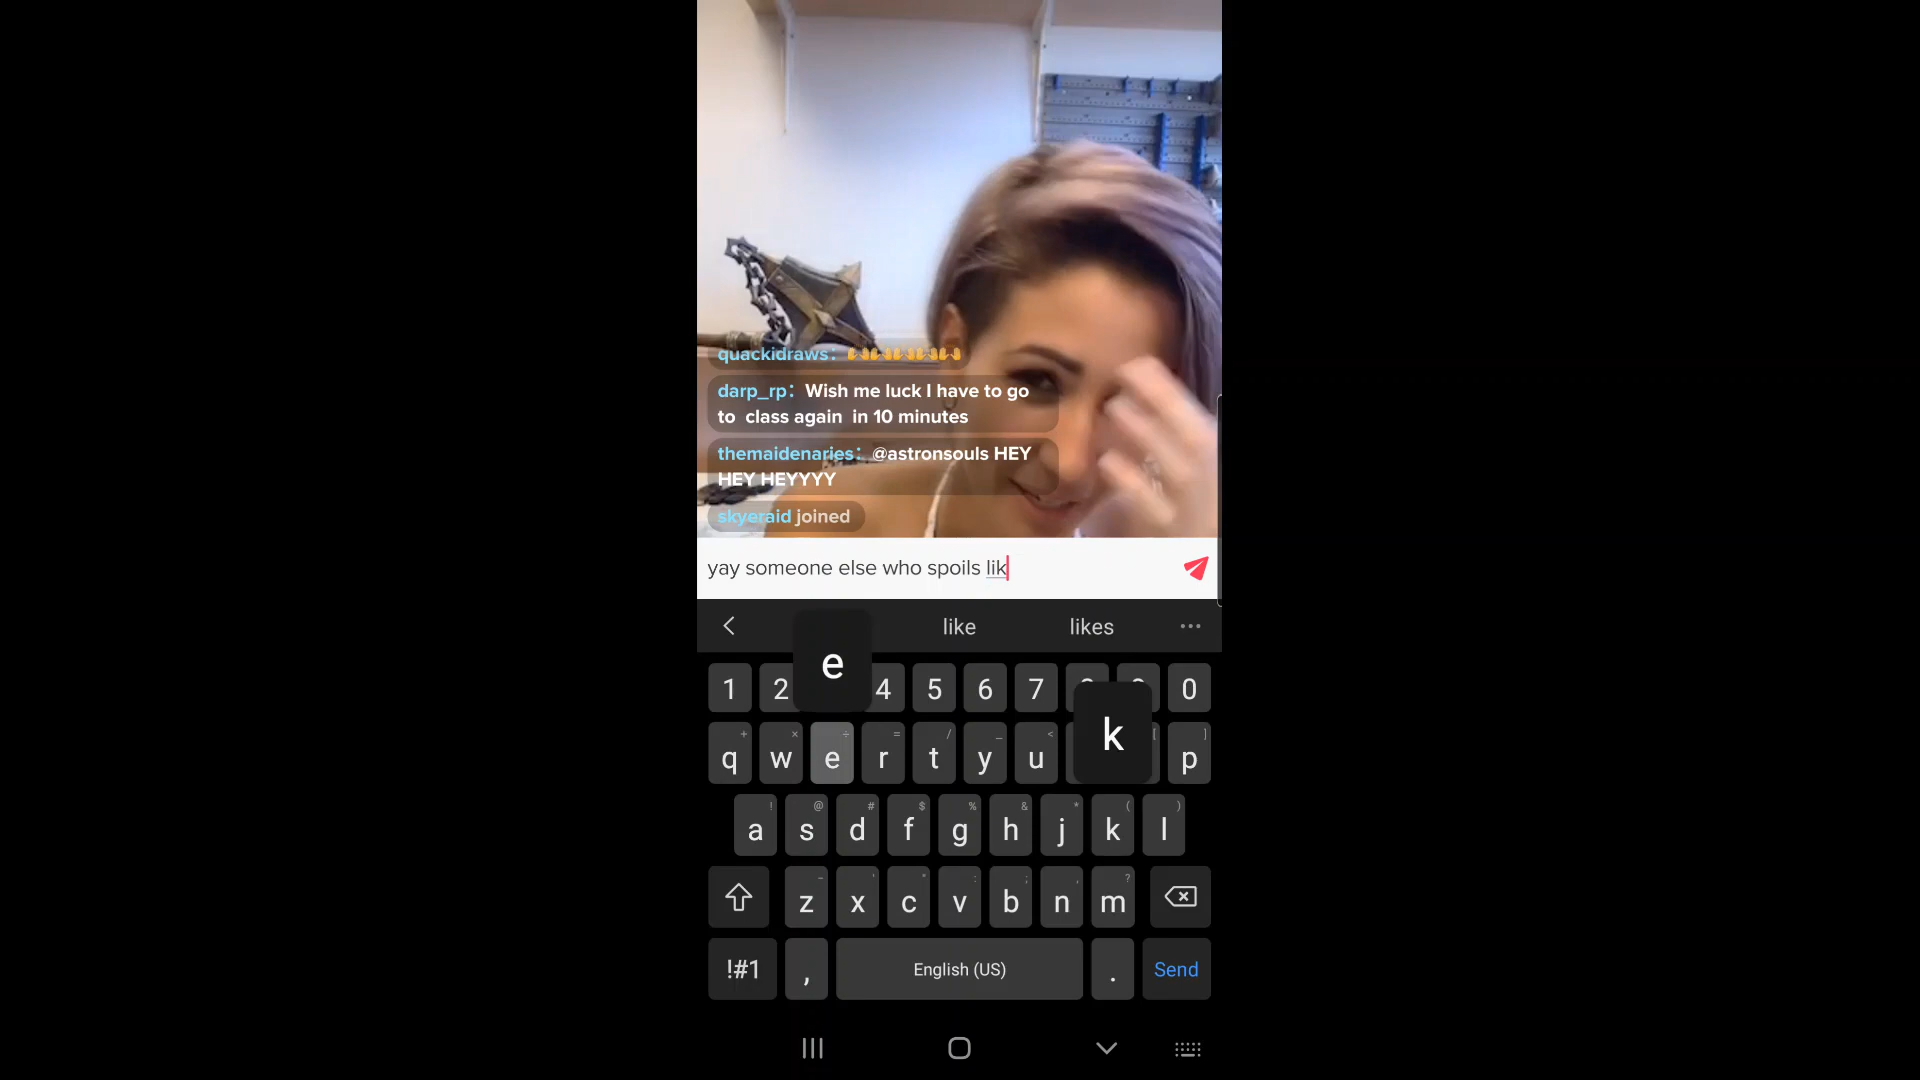 quackidraws:
darp_rp: Wish me luck I have to go
to class again in 10 minutes
themaidenaries: @astronsouls HEY
HEY HEYYYY
skyeraid joined
yay someone else who spoils lik
e like likes
1 2 4 5 6 7 0
k
q w e r t y u p
a s d f g h j k l
z x c v b n m
!#1 , English (US) . Send